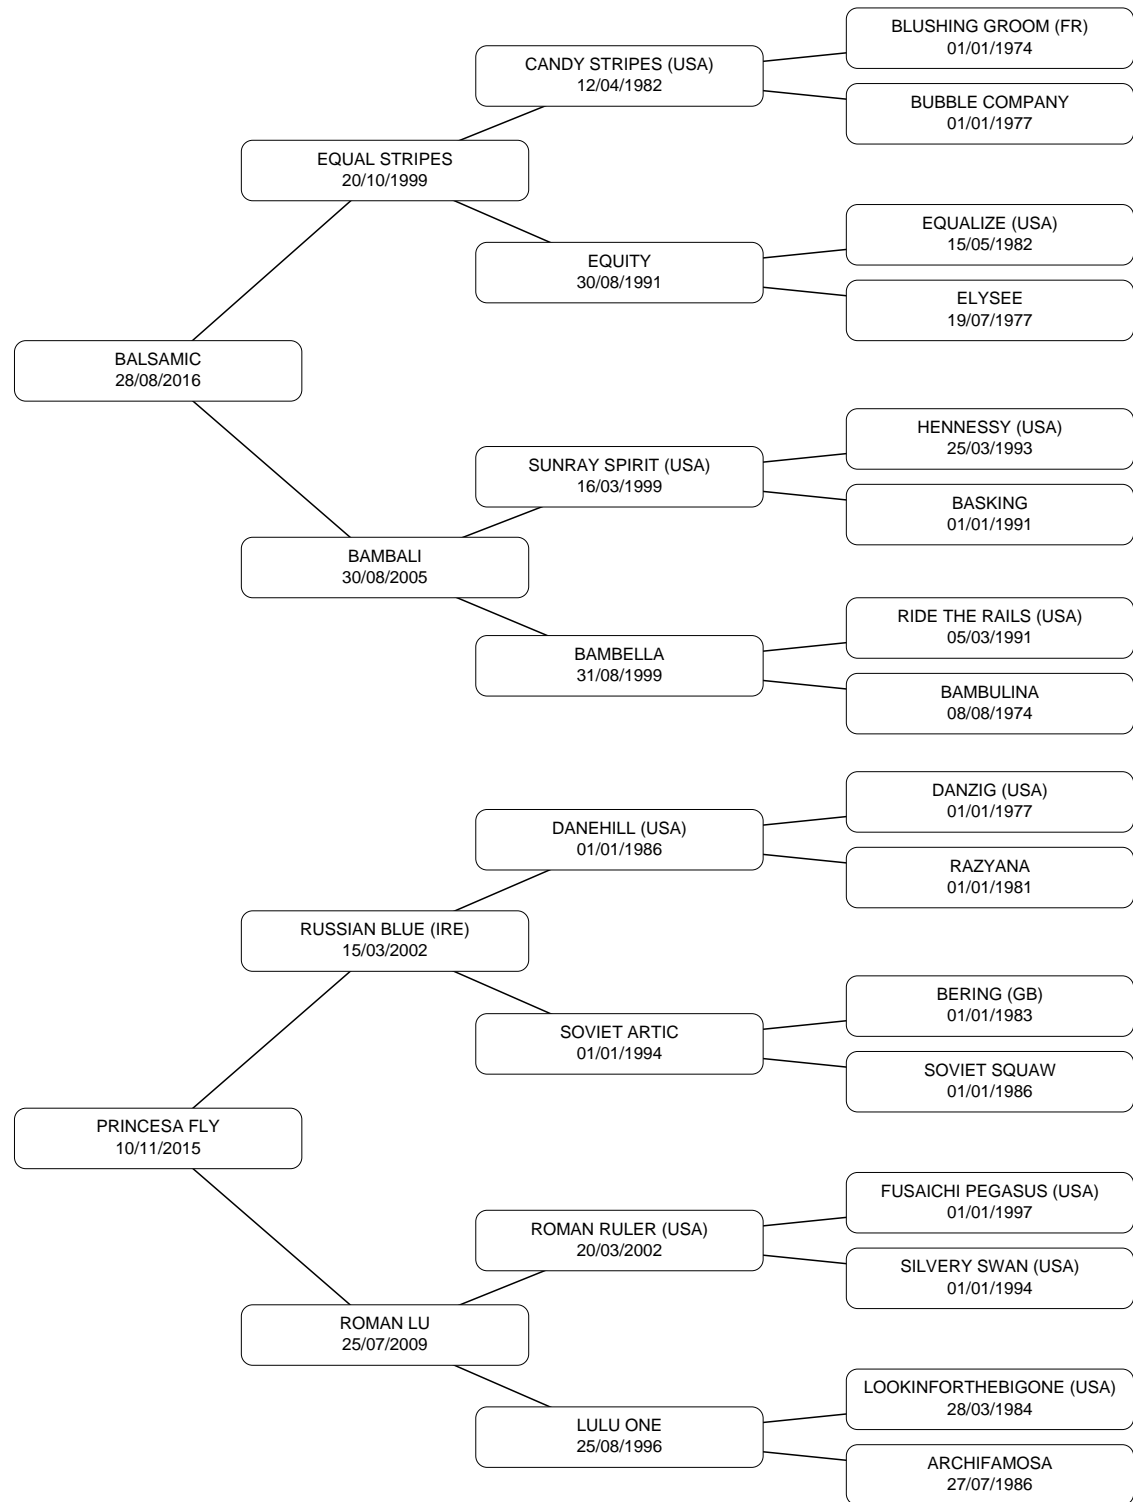 BLUSHING GROOM (FR)
01/01/1974
CANDY STRIPES (USA)
12/04/1982
BUBBLE COMPANY
01/01/1977
EQUAL STRIPES
20/10/1999
EQUALIZE (USA)
15/05/1982
EQUITY
30/08/1991
ELYSEE
19/07/1977
BALSAMIC
28/08/2016
HENNESSY (USA)
25/03/1993
SUNRAY SPIRIT (USA)
16/03/1999
BASKING
01/01/1991
BAMBALI
30/08/2005
RIDE THE RAILS (USA)
05/03/1991
BAMBELLA
31/08/1999
BAMBULINA
08/08/1974
DANZIG (USA)
01/01/1977
DANEHILL (USA)
01/01/1986
RAZYANA
01/01/1981
RUSSIAN BLUE (IRE)
15/03/2002
BERING (GB)
01/01/1983
SOVIET ARTIC
01/01/1994
SOVIET SQUAW
01/01/1986
PRINCESA FLY
10/11/2015
FUSAICHI PEGASUS (USA)
01/01/1997
ROMAN RULER (USA)
20/03/2002
SILVERY SWAN (USA)
01/01/1994
ROMAN LU
25/07/2009
LOOKINFORTHEBIGONE (USA)
28/03/1984
LULU ONE
25/08/1996
ARCHIFAMOSA
27/07/1986